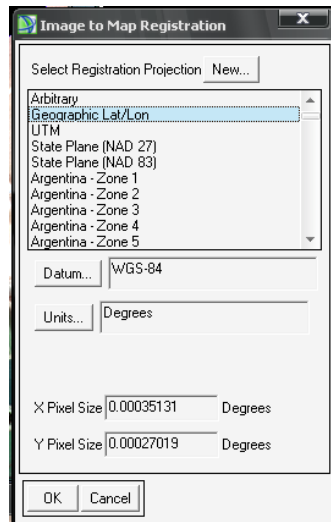 Image to Map Registration X
Select Registration Projection New...
Arbitrary
Geographic Lat/Lon
UTM
State Plane (NAD 27)
State Plane (NAD 83)
Argentina - Zone 1
Argentina - Zone 2
Argentina - Zone 3
Argentina - Zone 4
Argentina - Zone 5
Datum... WGS-84
Units... Degrees
X Pixel Size 0.00035131 Degrees
Y Pixel Size 0.00027019 Degrees
OK Cancel